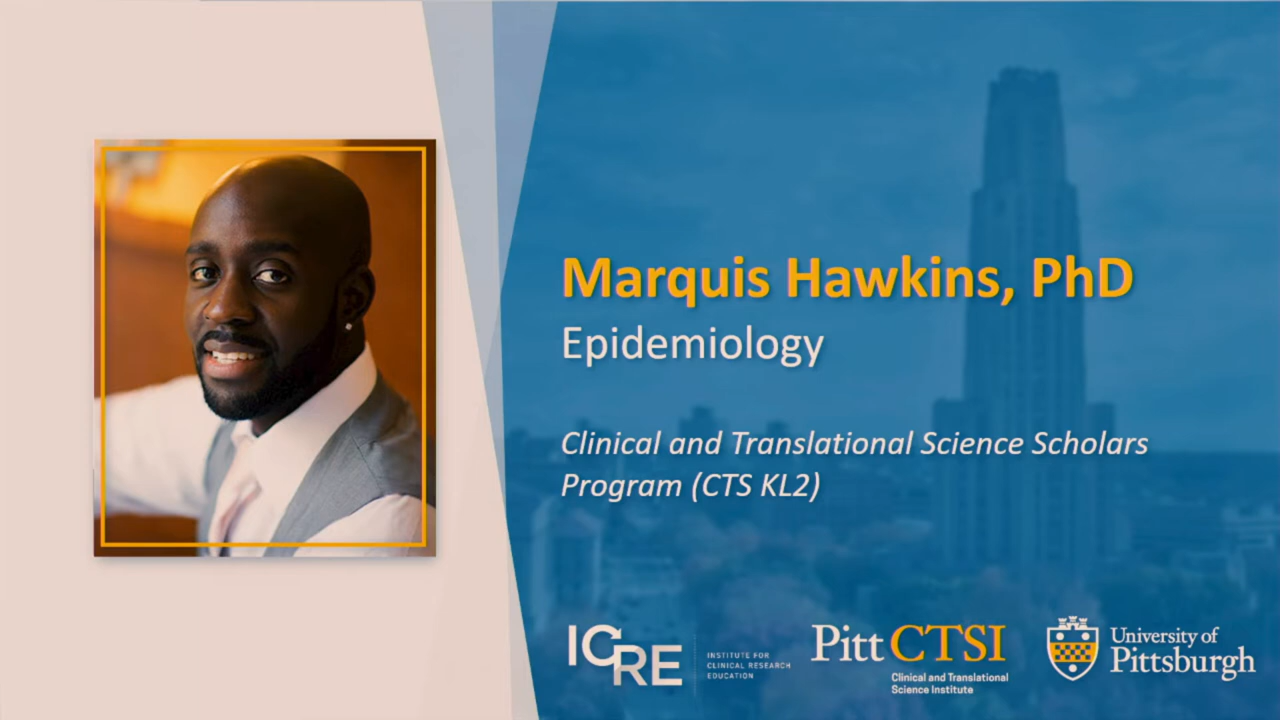 Marquis Hawkins, PhD
Epidemiology
Clinical and Translational Science Scholars
Program (CTS KL2)
ICRE
INSTITUTE FOR
CLINICAL RESEARCH
EDUCATION
Pitt CTSI
Clinical and Translational
Science Institute
University of
Pittsburgh